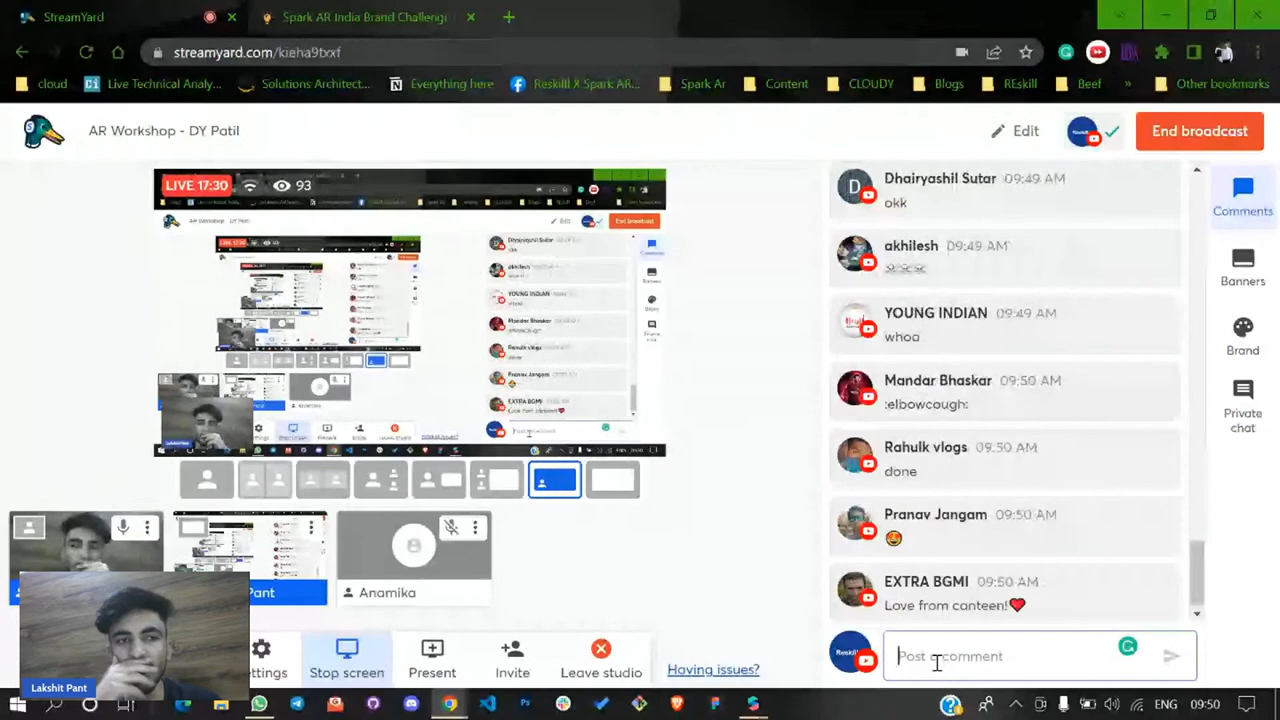 StreamYard
Spark AR India Brand Challenge
streamyard.com/kieha9txxf
cloud
Live Technical Analy...
Solutions Architect...
Everything here
Reskilll X Spark AR...
Spark Ar
Content
CLOUDY
Blogs
REskill
Beef
»
Other bookmarks
AR Workshop - DY Patil
Edit
End broadcast
LIVE 17:30
93
Dhairyashil Sutar 09:49 AM
okk
akhilesh 09:49 AM
YOUNG INDIAN 09:49 AM
whoa
Mandar Bhaskar 09:50 AM
:elbowcough:
Rahulk vlogs 09:50 AM
done
Pranav Jangam 09:50 AM
🤩
EXTRA BGMI 09:50 AM
Love from canteen!❤️
Post a comment
Comments
Banners
Brand
Private
chat
Pant
Anamika
Lakshit Pant
ettings
Stop screen
Present
Invite
Leave studio
Having issues?
ENG
09:50